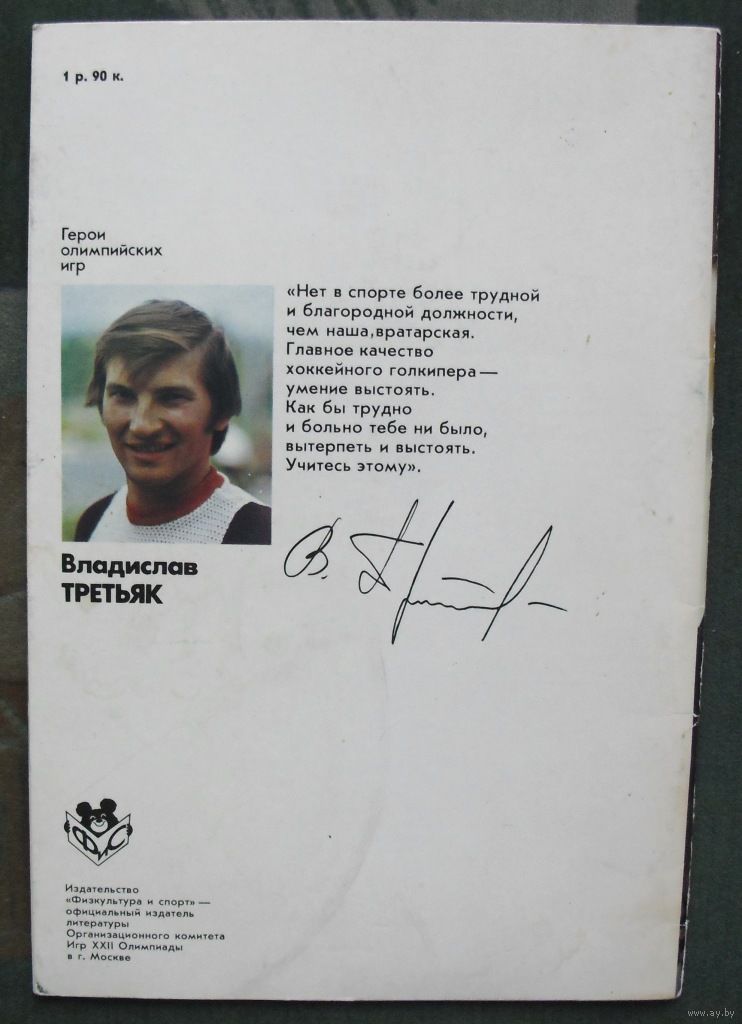 1 р. 90 к.
Герои
олимпийских
игр
«Нет в спорте более трудной
и благородной должности,
чем наша,вратарская.
Главное качество
хоккейного голкипера—
умение выстоять.
Как бы трудно
и больно тебе ни было,
вытерпеть и выстоять.
Учитесь этому».
Владислав
ТРЕТЬЯК
ФиС
Издательство
«Физкультура и спорт»—
официальный издатель
литературы
Организационного комитета
Игр XXII Олимпиады
в г. Москве
www.ay.by